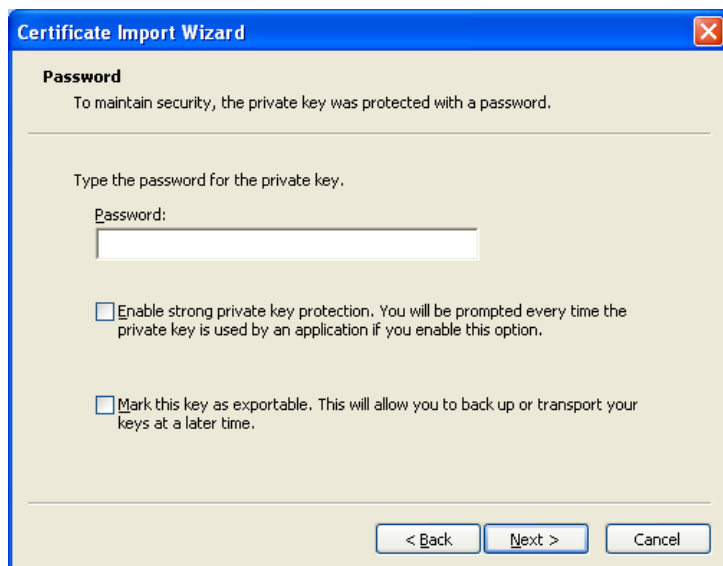 Certificate Import Wizard
Password
To maintain security, the private key was protected with a password.
Type the password for the private key.
Password:
Enable strong private key protection. You will be prompted every time the
private key is used by an application if you enable this option.
Mark this key as exportable. This will allow you to back up or transport your
keys at a later time.
< Back Next > Cancel